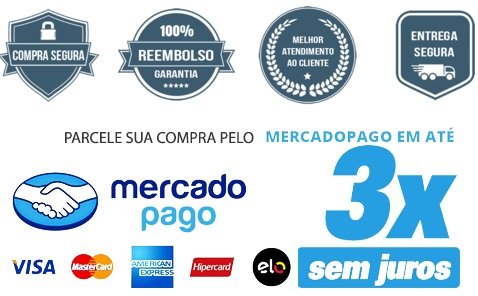 COMPRA SEGURA
100%
REEMBOLSO
GARANTIA
MELHOR
ATENDIMENTO
AO CLIENTE
ENTREGA
SEGURA
PARCELE SUA COMPRA PELO MERCADOPAGO EM ATÉ
mercado
pago
3x
sem juros
VISA MasterCard AMERICAN EXPRESS Hipercard elo